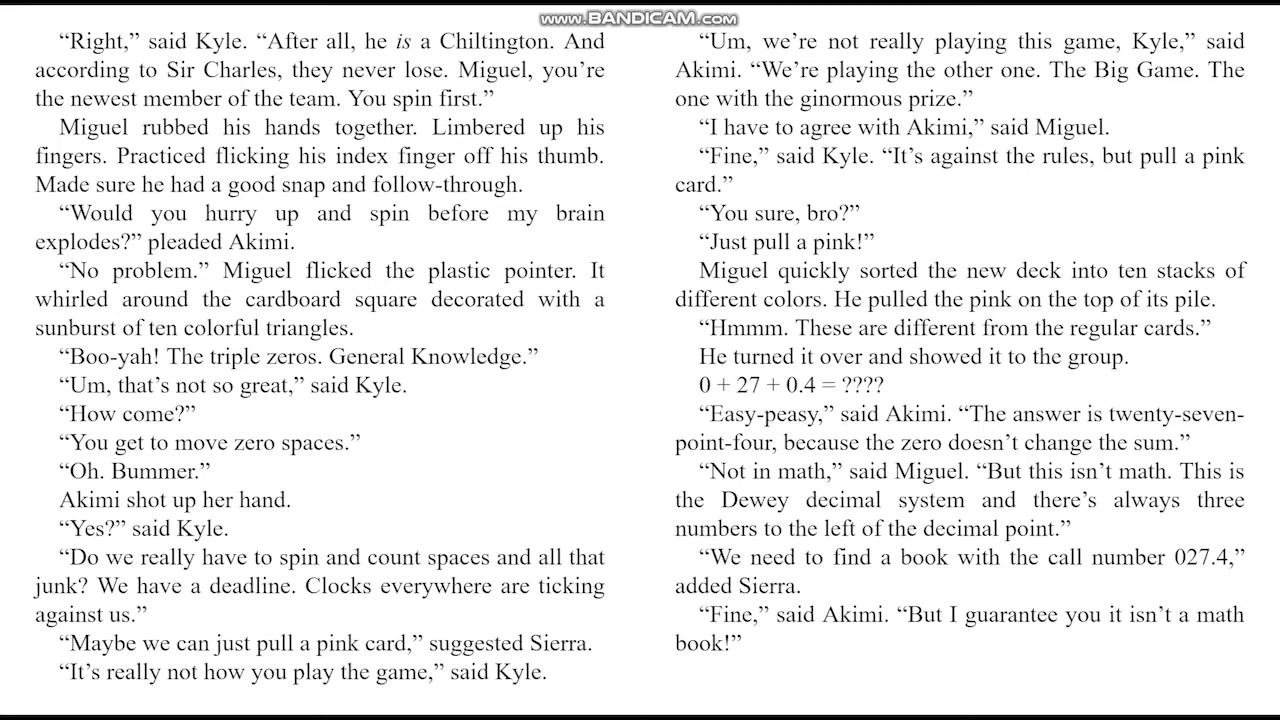 www.BANDICAM.com
“Right,” said Kyle. “After all, he is a Chiltington. And
according to Sir Charles, they never lose. Miguel, you’re
the newest member of the team. You spin first.”
Miguel rubbed his hands together. Limbered up his
fingers. Practiced flicking his index finger off his thumb.
Made sure he had a good snap and follow-through.
“Would you hurry up and spin before my brain
explodes?” pleaded Akimi.
“No problem.” Miguel flicked the plastic pointer. It
whirled around the cardboard square decorated with a
sunburst of ten colorful triangles.
“Boo-yah! The triple zeros. General Knowledge.”
“Um, that’s not so great,” said Kyle.
“How come?”
“You get to move zero spaces.”
“Oh. Bummer.”
Akimi shot up her hand.
“Yes?” said Kyle.
“Do we really have to spin and count spaces and all that
junk? We have a deadline. Clocks everywhere are ticking
against us.”
“Maybe we can just pull a pink card,” suggested Sierra.
“It’s really not how you play the game,” said Kyle.
“Um, we’re not really playing this game, Kyle,” said
Akimi. “We’re playing the other one. The Big Game. The
one with the ginormous prize.”
“I have to agree with Akimi,” said Miguel.
“Fine,” said Kyle. “It’s against the rules, but pull a pink
card.”
“You sure, bro?”
“Just pull a pink!”
Miguel quickly sorted the new deck into ten stacks of
different colors. He pulled the pink on the top of its pile.
“Hmmm. These are different from the regular cards.”
He turned it over and showed it to the group.
0 + 27 + 0.4 = ????
“Easy-peasy,” said Akimi. “The answer is twenty-seven-
point-four, because the zero doesn’t change the sum.”
“Not in math,” said Miguel. “But this isn’t math. This is
the Dewey decimal system and there’s always three
numbers to the left of the decimal point.”
“We need to find a book with the call number 027.4,”
added Sierra.
“Fine,” said Akimi. “But I guarantee you it isn’t a math
book!”